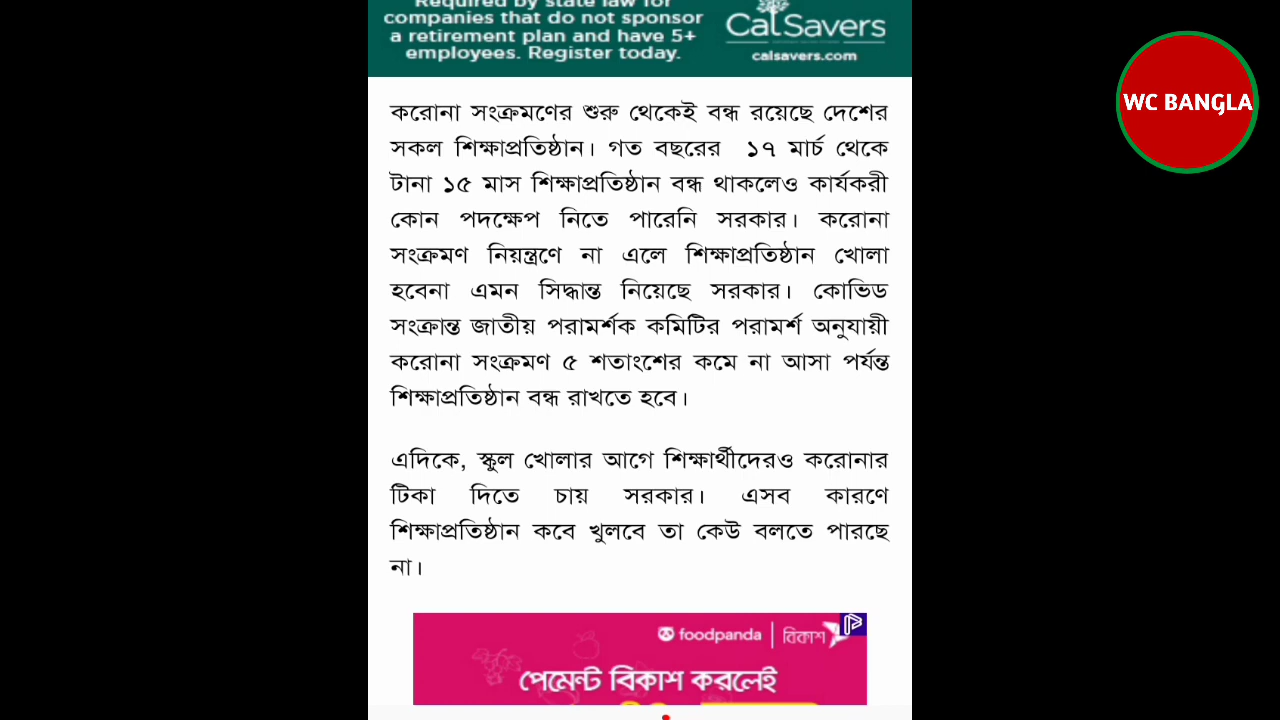 Required by state law for
companies that do not sponsor
a retirement plan and have 5+
employees. Register today.
CalSavers
calsavers.com
WC BANGLA
করোনা সংক্রমণের শুরু থেকেই বন্ধ রয়েছে দেশের
সকল শিক্ষাপ্রতিষ্ঠান। গত বছরের ১৭ মার্চ থেকে
টানা ১৫ মাস শিক্ষাপ্রতিষ্ঠান বন্ধ থাকলেও কার্যকরী
কোন পদক্ষেপ নিতে পারেনি সরকার। করোনা
সংক্রমণ নিয়ন্ত্রণে না এলে শিক্ষাপ্রতিষ্ঠান খোলা
হবেনা এমন সিদ্ধান্ত নিয়েছে সরকার। কোভিড
সংক্রান্ত জাতীয় পরামর্শক কমিটির পরামর্শ অনুযায়ী
করোনা সংক্রমণ ৫ শতাংশের কমে না আসা পর্যন্ত
শিক্ষাপ্রতিষ্ঠান বন্ধ রাখতে হবে।
এদিকে, স্কুল খোলার আগে শিক্ষার্থীদেরও করোনার
টিকা দিতে চায় সরকার। এসব কারণে
শিক্ষাপ্রতিষ্ঠান কবে খুলবে তা কেউ বলতে পারছে
না।
foodpanda | বিকাশ
পেমেন্ট বিকাশ করলেই